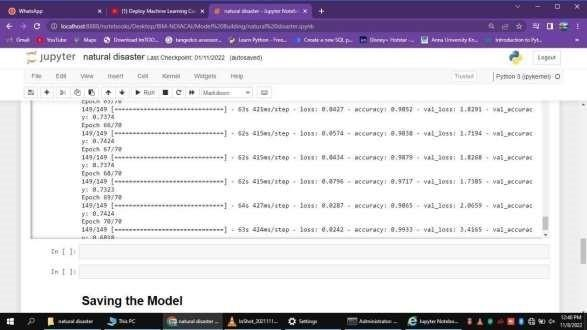 WhatsApp
(1) Deploy Machine Learning Co
natural disaster - Jupyter Noteb
localhost:8888/notebooks/Desktop/IBM-NOWCAI/Model Building/natural disaster.ipynb
Gmail
YouTube
Maps
Download ImTOO...
tangedco assessor...
Learn Python - Free...
Create a new SQL p...
Disney+ Hotstar -...
Anna University Kn...
Introduction to Pyt...
jupyter natural disaster Last Checkpoint: 01/11/2022 (autosaved)
Logout
File Edit View Insert Cell Kernel Widgets Help
Trusted
Python 3 (ipykernel)
Run
Markdown
Epoch 65/70
149/149 [==============================] - 63s 421ms/step - loss: 0.0427 - accuracy: 0.9852 - val_loss: 1.8291 - val_accurac
y: 0.7374
Epoch 66/70
149/149 [==============================] - 62s 415ms/step - loss: 0.0574 - accuracy: 0.9838 - val_loss: 1.7194 - val_accurac
y: 0.7424
Epoch 67/70
149/149 [==============================] - 62s 415ms/step - loss: 0.0434 - accuracy: 0.9879 - val_loss: 1.8268 - val_accurac
y: 0.7374
Epoch 68/70
149/149 [==============================] - 62s 415ms/step - loss: 0.0796 - accuracy: 0.9717 - val_loss: 1.7385 - val_accurac
y: 0.7323
Epoch 69/70
149/149 [==============================] - 64s 427ms/step - loss: 0.0287 - accuracy: 0.9865 - val_loss: 2.0659 - val_accurac
y: 0.7424
Epoch 70/70
149/149 [==============================] - 63s 424ms/step - loss: 0.0242 - accuracy: 0.9933 - val_loss: 3.4165 - val_accurac
y: 0.6818
In [ ]:
In [ ]:
Saving the Model
natural disaster
This PC
natural disaster ...
InShot_2021111...
Settings
Administration ...
Jupyter Notebo...
12:40 PM
11/9/2022